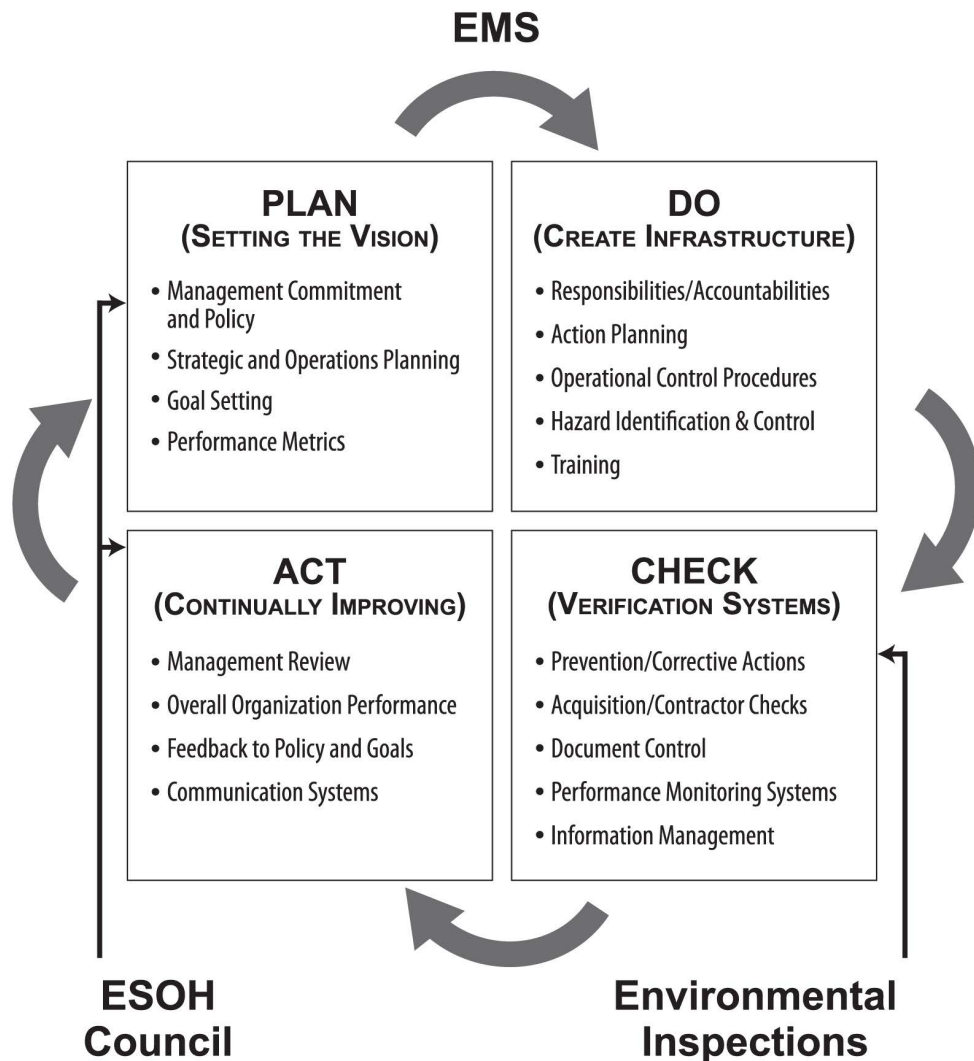 EMS
PLAN
(SETTING THE VISION)
• Management Commitment
and Policy
• Strategic and Operations Planning
• Goal Setting
• Performance Metrics
DO
(CREATE INFRASTRUCTURE)
• Responsibilities/Accountabilities
• Action Planning
• Operational Control Procedures
• Hazard Identification & Control
• Training
ACT
(CONTINUALLY IMPROVING)
• Management Review
• Overall Organization Performance
• Feedback to Policy and Goals
• Communication Systems
CHECK
(VERIFICATION SYSTEMS)
• Prevention/Corrective Actions
• Acquisition/Contractor Checks
• Document Control
• Performance Monitoring Systems
• Information Management
ESOH
Council
Environmental
Inspections